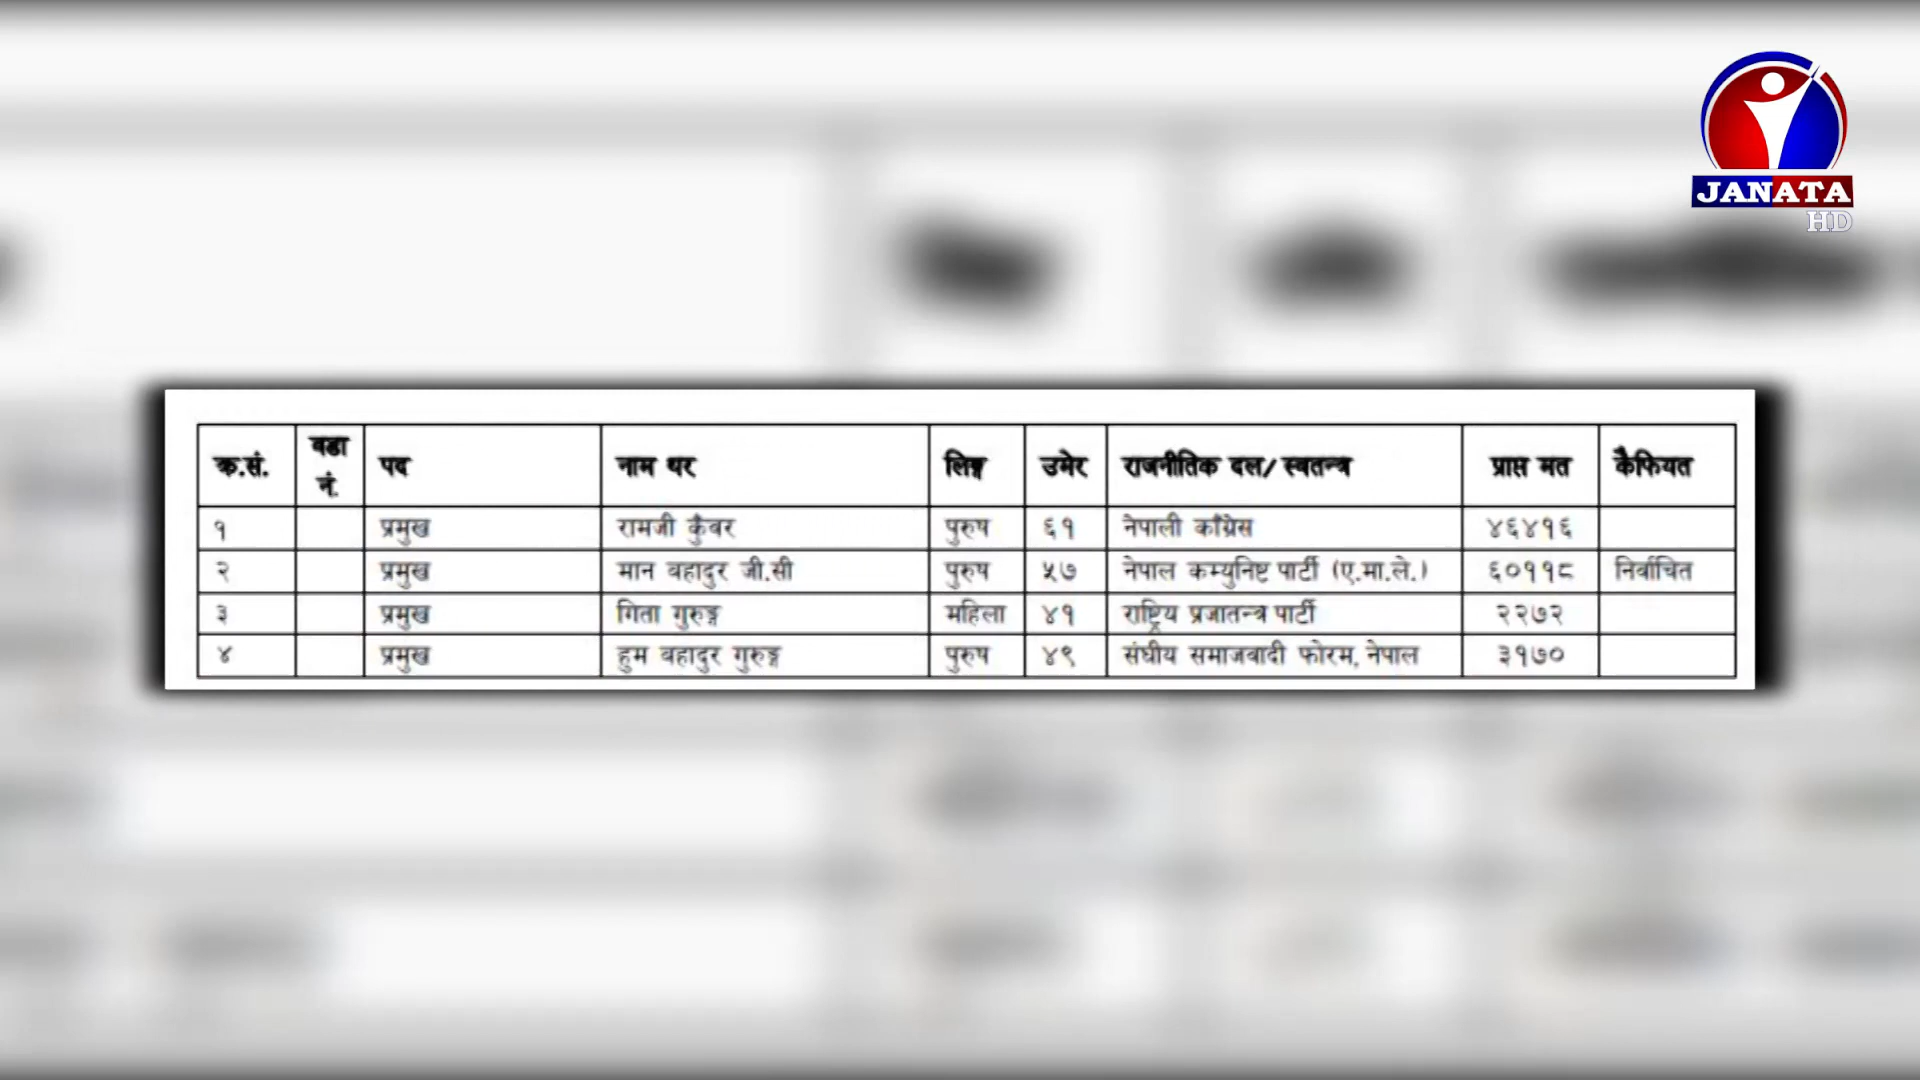 JANATA
HD
क्र.सं. वडा नं. पद नाम थर लिङ्ग उमेर राजनीतिक दल/ स्वतन्त्र प्राप्त मत कैफियत
१ प्रमुख रामजी कुँवर पुरुष ६१ नेपाली काँग्रेस ४६४१६
२ प्रमुख मान बहादुर जी.सी पुरुष ५७ नेपाल कम्युनिष्ट पार्टी (ए.मा.ले.) ६०११८ निर्वाचित
३ प्रमुख गिता गुरुङ्ग महिला ४१ राष्ट्रिय प्रजातन्त्र पार्टी २२७२
४ प्रमुख हुम बहादुर गुरुङ्ग पुरुष ४९ संघीय समाजवादी फोरम, नेपाल ३१७०